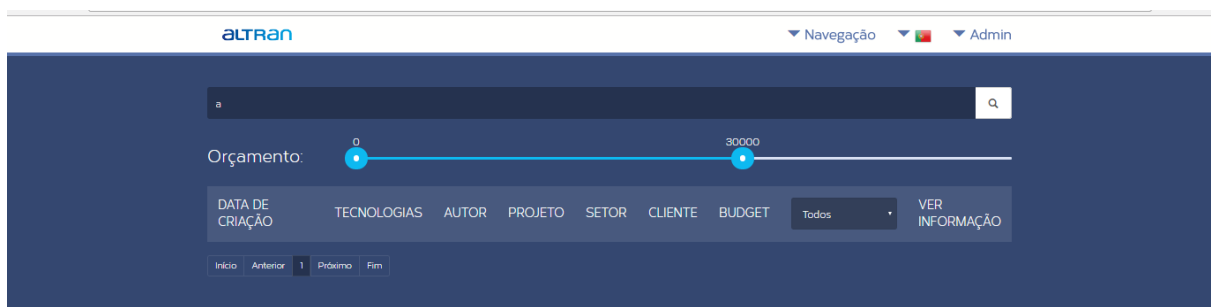 altran
Navegação Admin
a
0 30000
Orçamento:
DATA DE CRIAÇÃO TECNOLOGIAS AUTOR PROJETO SETOR CLIENTE BUDGET Todos VER INFORMAÇÃO
Início Anterior 1 Próximo Fim